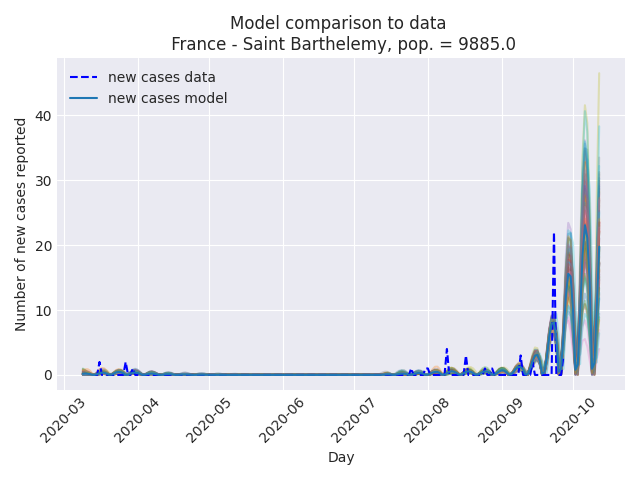 Model comparison to data
France - Saint Barthelemy, pop. = 9885.0
new cases data
new cases model
Number of new cases reported
40
30
20
10
0
2020-03
2020-04
2020-05
2020-06
2020-07
2020-08
2020-09
2020-10
Day